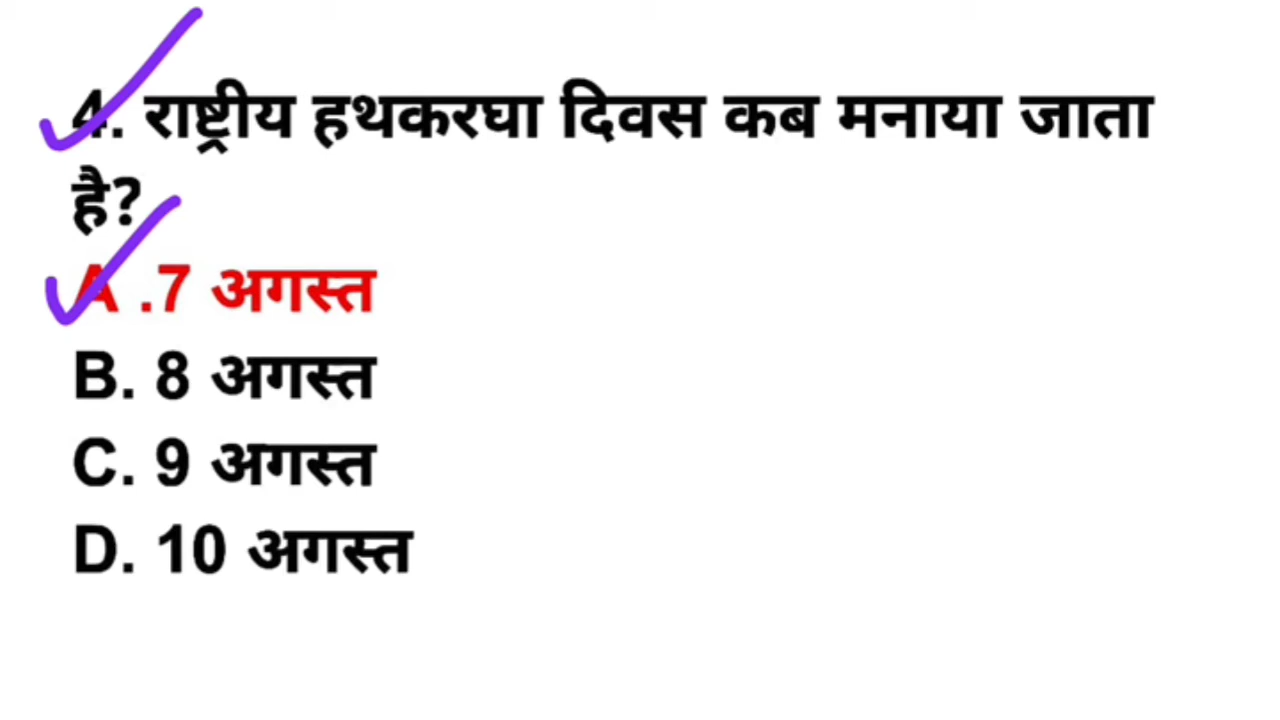 4. राष्ट्रीय हथकरघा दिवस कब मनाया जाता
है?
A .7 अगस्त
B. 8 अगस्त
C. 9 अगस्त
D. 10 अगस्त